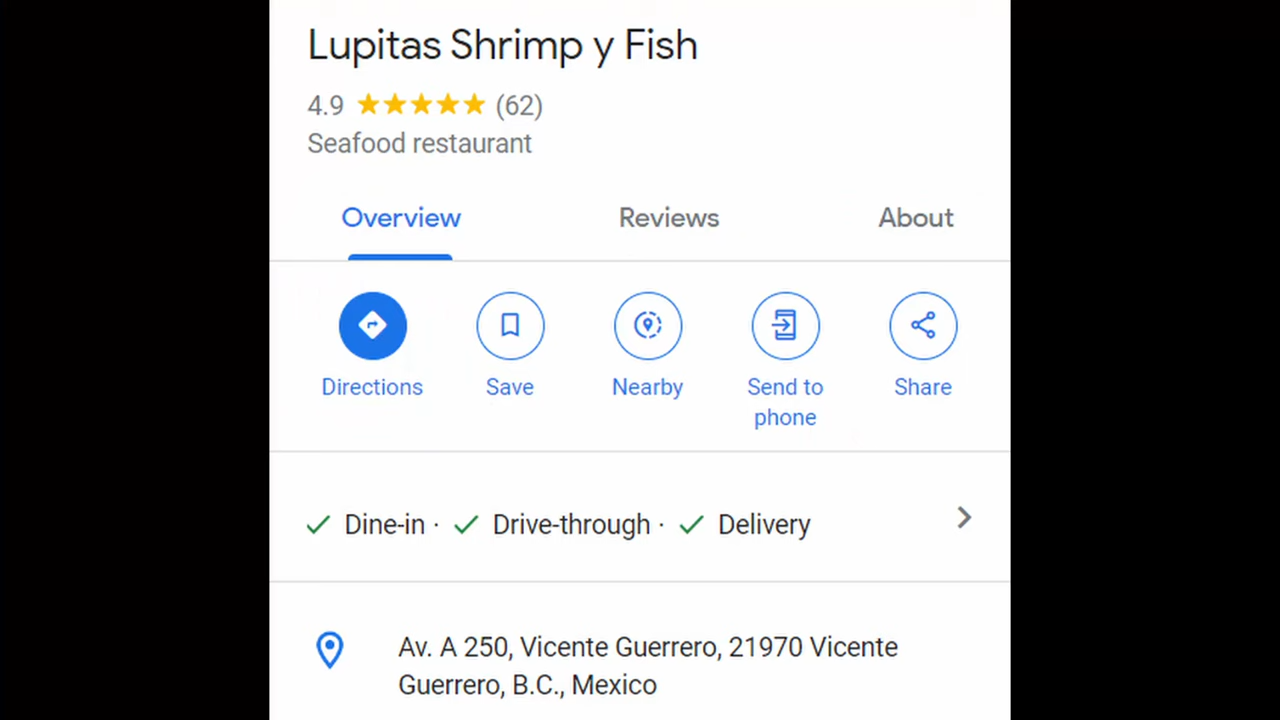 Lupitas Shrimp y Fish
4.9 (62)
Seafood restaurant
Overview Reviews About
Directions Save Nearby Send to phone Share
Dine-in · Drive-through · Delivery
Av. A 250, Vicente Guerrero, 21970 Vicente
Guerrero, B.C., Mexico